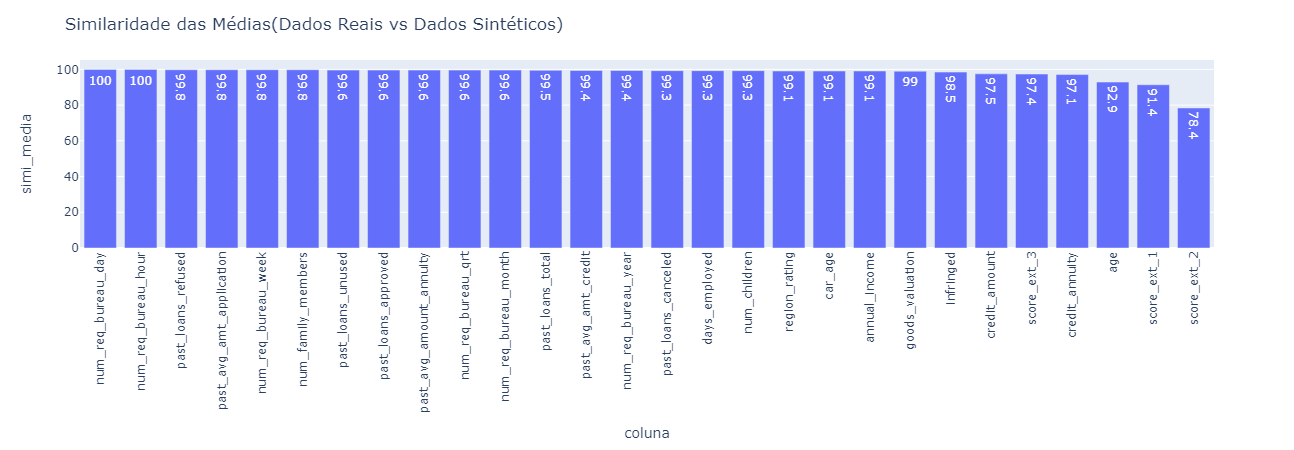 Similaridade das Médias(Dados Reais vs Dados Sintéticos)
simi_media
100
80
60
40
20
0
100
100
99.8
99.8
99.8
99.8
99.6
99.6
99.6
99.6
99.6
99.5
99.4
99.4
99.3
99.3
99.3
99.1
99.1
99.1
99
98.5
97.5
97.4
97.1
92.9
91.4
78.4
num_req_bureau_day
num_req_bureau_hour
past_loans_refused
past_avg_amt_application
num_req_bureau_week
num_family_members
past_loans_unused
past_loans_approved
past_avg_amount_annuity
num_req_bureau_qrt
num_req_bureau_month
past_loans_total
past_avg_amt_credit
num_req_bureau_year
past_loans_canceled
days_employed
num_children
region_rating
car_age
annual_income
goods_valuation
infringed
credit_amount
score_ext_3
credit_annuity
age
score_ext_1
score_ext_2
coluna